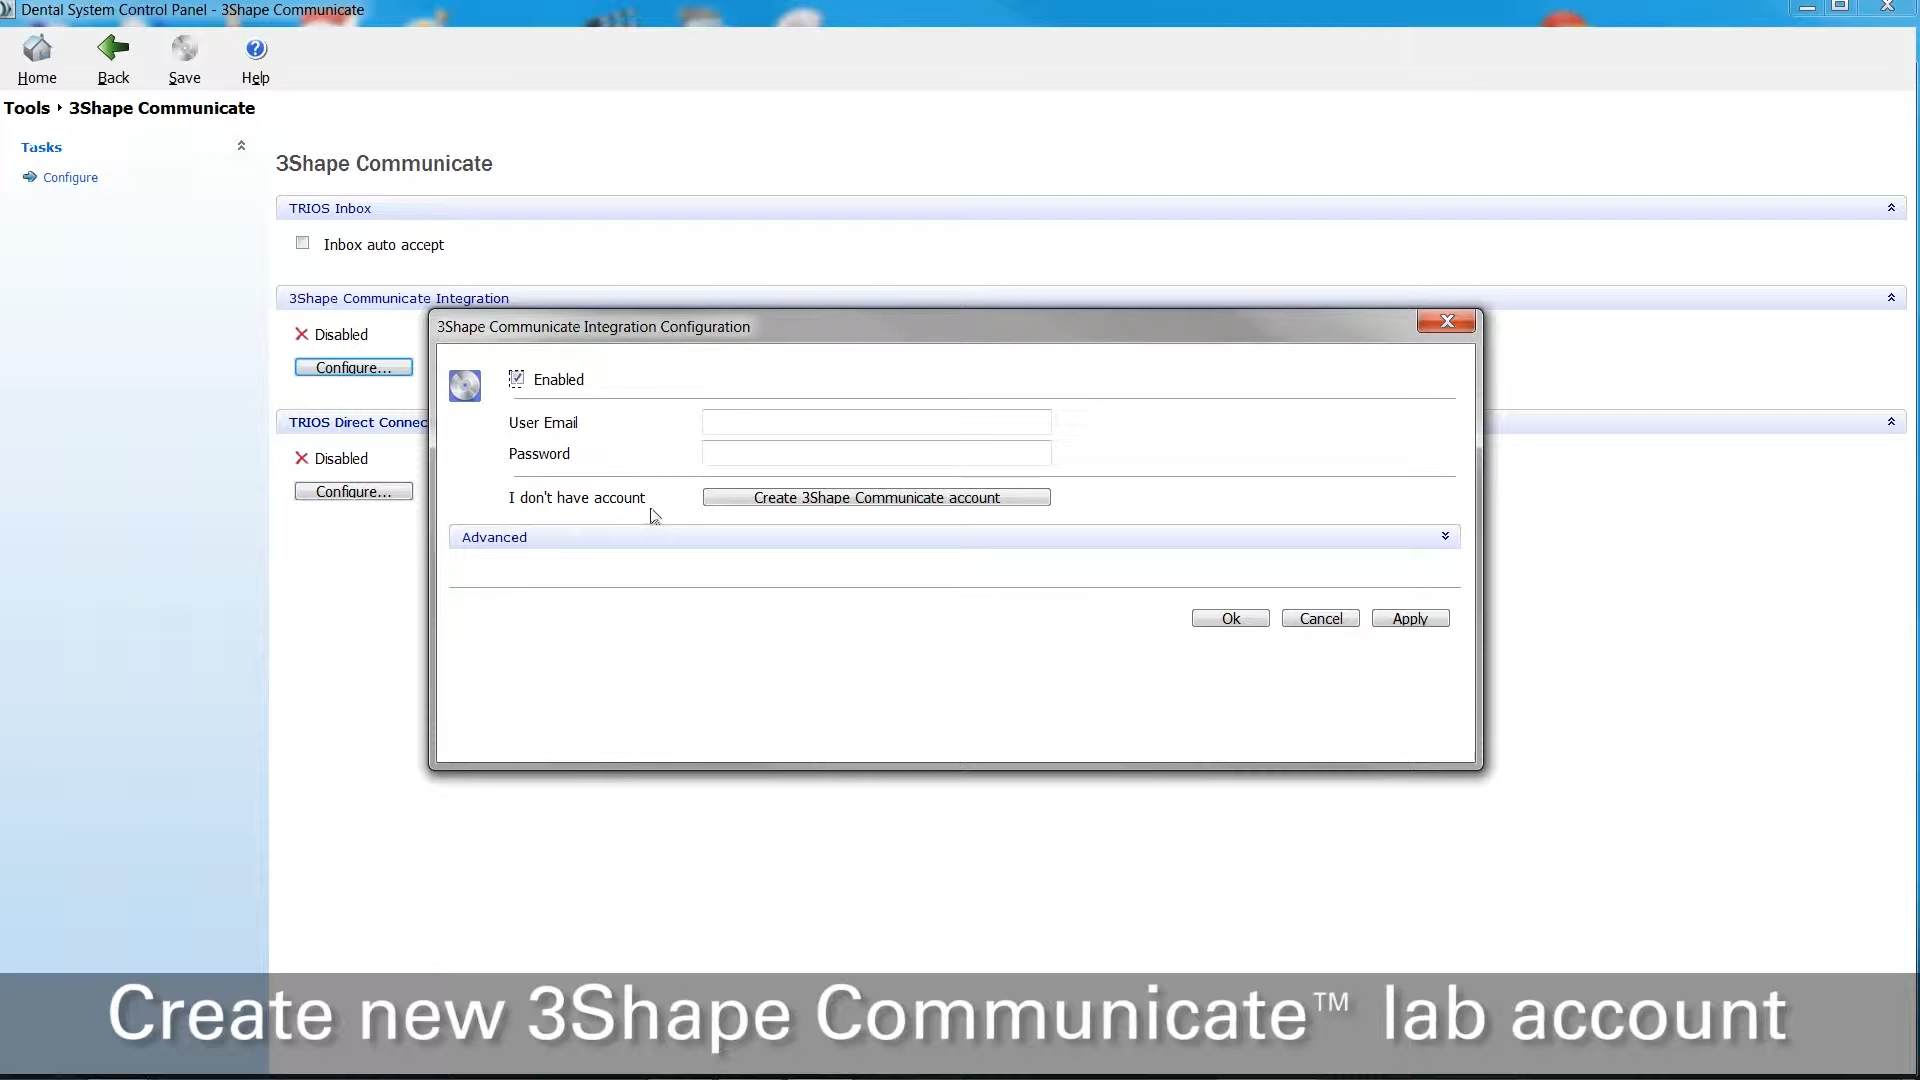 Dental System Control Panel - 3Shape Communicate
Home Back Save Help
Tools 3Shape Communicate
Tasks
Configure
3Shape Communicate
TRIOS Inbox
Inbox auto accept
3Shape Communicate Integration
Disabled
Configure...
TRIOS Direct Connec
Disabled
Configure...
3Shape Communicate Integration Configuration
Enabled
User Email
Password
I don't have account Create 3Shape Communicate account
Advanced
Ok Cancel Apply
Create new 3Shape Communicate™ lab account